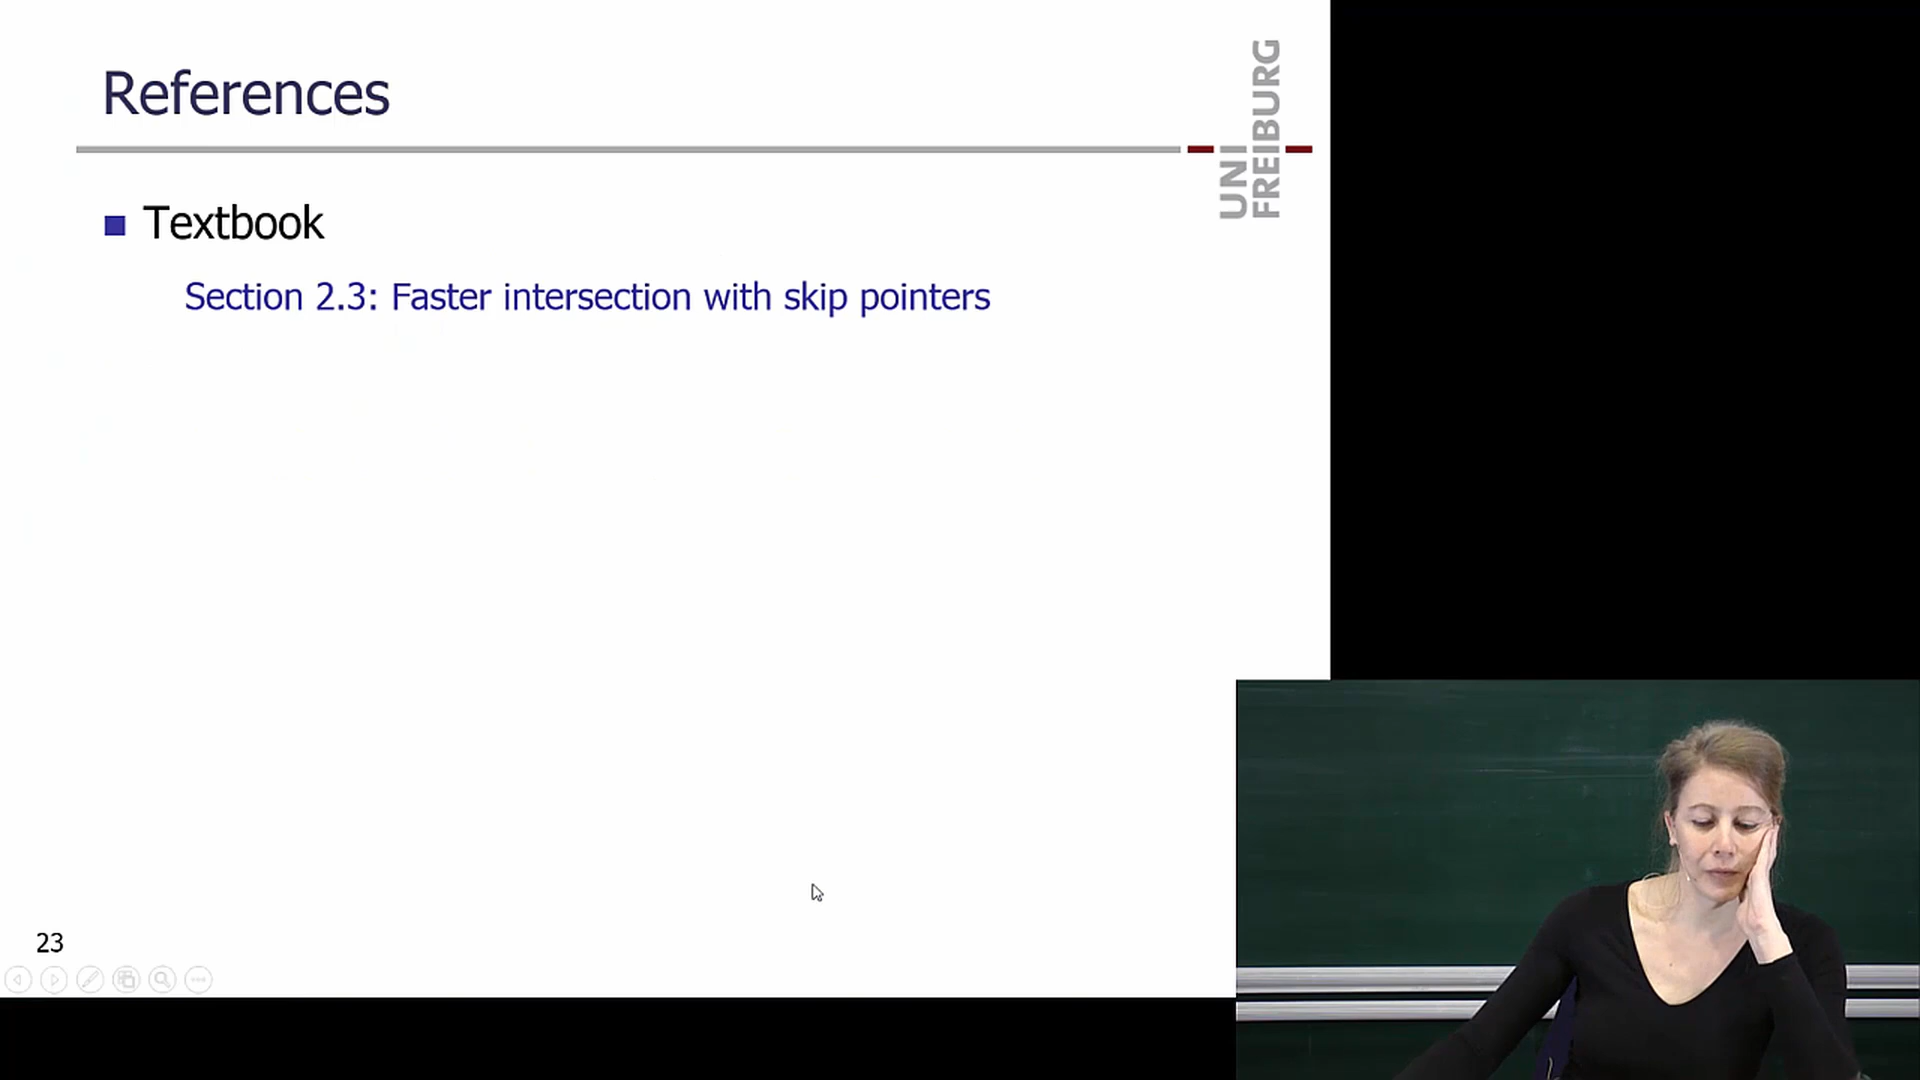 References
UNI
FREIBURG
Textbook
Section 2.3: Faster intersection with skip pointers
23